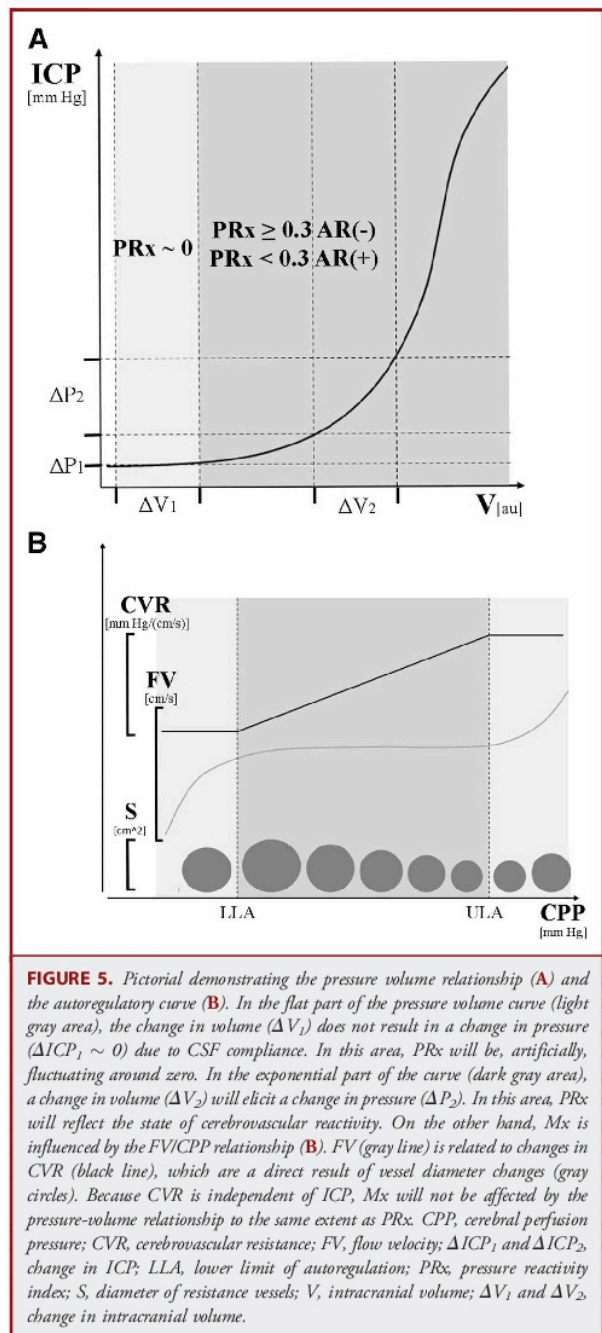 A
ICP
[mm Hg]
PRx ~ 0
PRx ≥ 0.3 AR(-)
PRx < 0.3 AR(+)
ΔP2
ΔP1
ΔV1
ΔV2
V[au]
B
CVR
[mm Hg/(cm/s)]
FV
[cm/s]
S
[cm^2]
LLA
ULA
CPP
[mm Hg]
FIGURE 5. Pictorial demonstrating the pressure volume relationship (A) and
the autoregulatory curve (B). In the flat part of the pressure volume curve (light
gray area), the change in volume (ΔV1) does not result in a change in pressure
(ΔICP1 ~ 0) due to CSF compliance. In this area, PRx will be, artificially,
fluctuating around zero. In the exponential part of the curve (dark gray area),
a change in volume (ΔV2) will elicit a change in pressure (ΔP2). In this area, PRx
will reflect the state of cerebrovascular reactivity. On the other hand, Mx is
influenced by the FV/CPP relationship (B). FV (gray line) is related to changes in
CVR (black line), which are a direct result of vessel diameter changes (gray
circles). Because CVR is independent of ICP, Mx will not be affected by the
pressure-volume relationship to the same extent as PRx. CPP, cerebral perfusion
pressure; CVR, cerebrovascular resistance; FV, flow velocity; ΔICP1 and ΔICP2,
change in ICP; LLA, lower limit of autoregulation; PRx, pressure reactivity
index; S, diameter of resistance vessels; V, intracranial volume; ΔV1 and ΔV2,
change in intracranial volume.